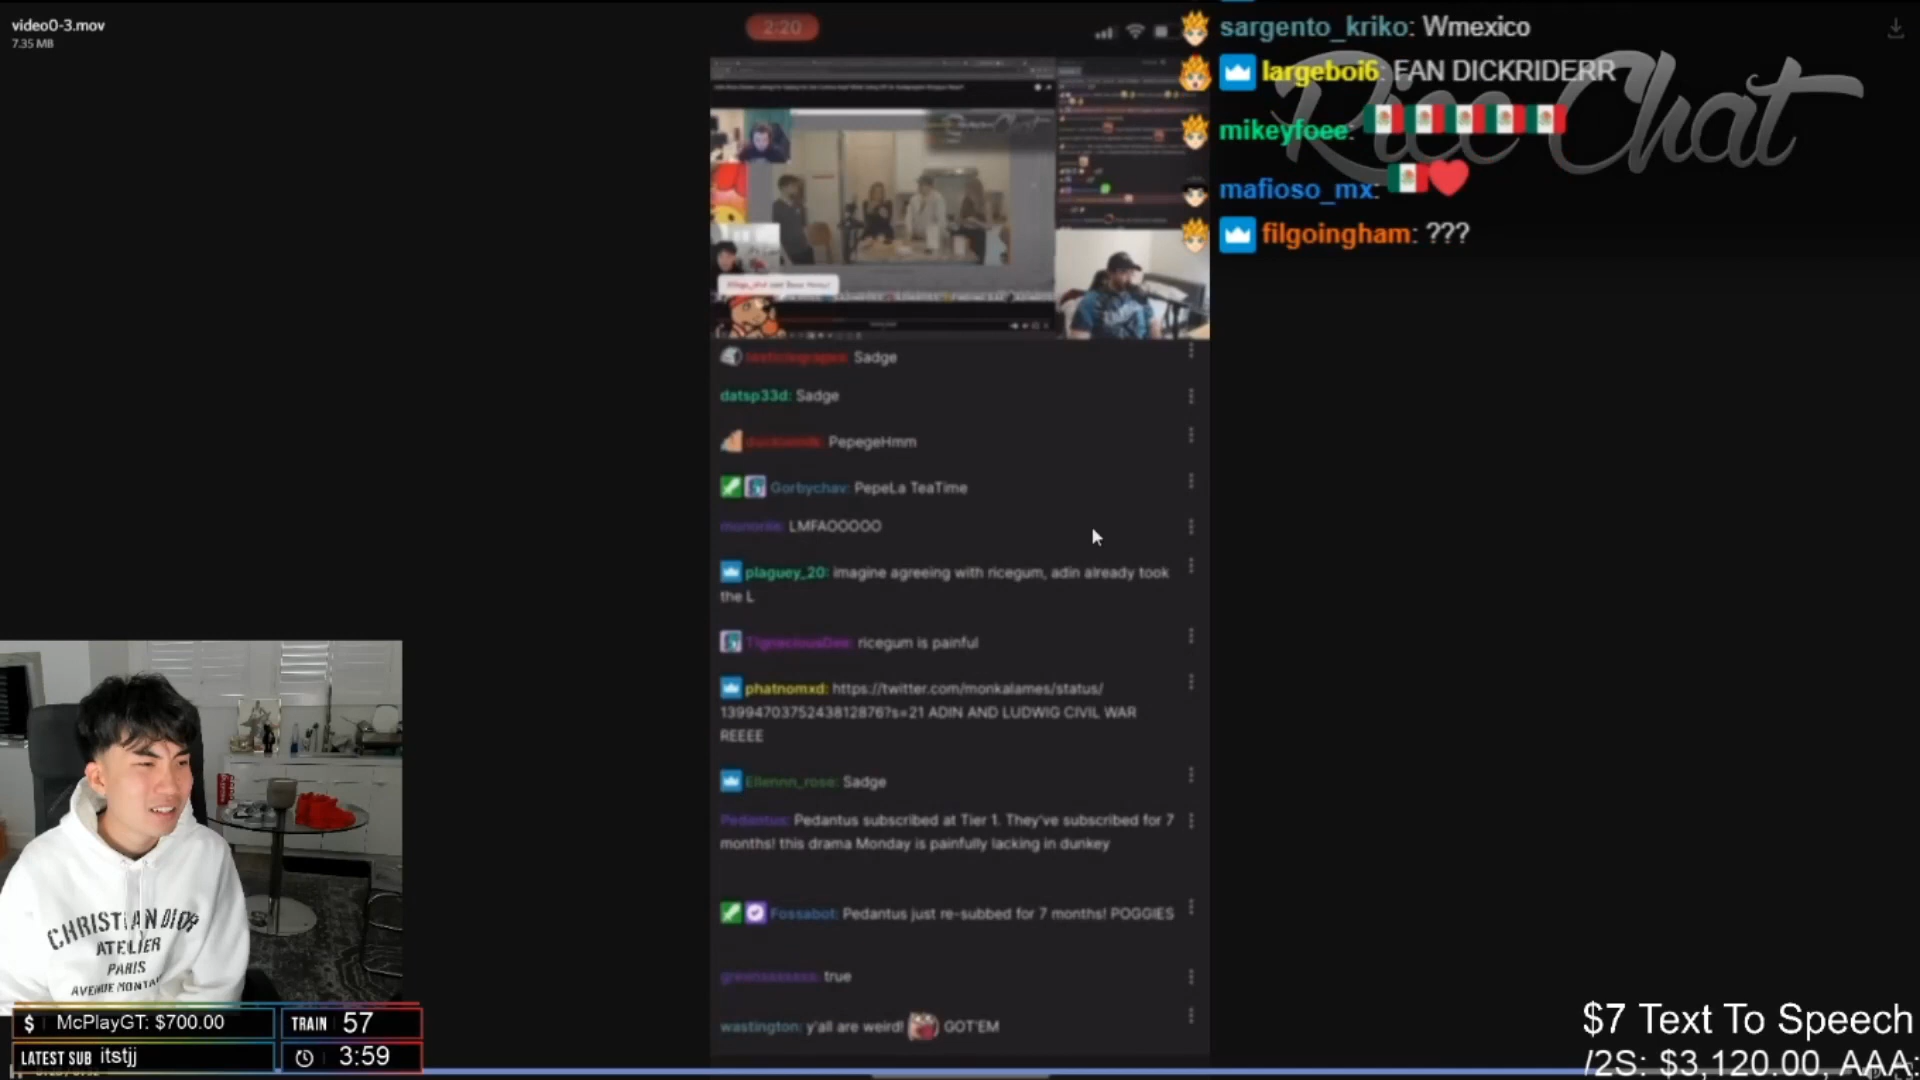 video0-3.mov
7.35 MB
2:20
sargento_kriko: Wmexico
largeboi6: FAN DICKRIDERR
Rice Chat
mikeyfoee:
mafioso_mx:
filgoingham: ???
Sadge
datsp33d: Sadge
PepegeHmm
Gorbychav: PepeLa TeaTime
LMFAOOOOO
plaguey_20: imagine agreeing with ricegum, adin already took
the L
TignaciousDee: ricegum is painful
phatnomxd: https://twitter.com/monkalames/status/
1399470375243812876?s=21 ADIN AND LUDWIG CIVIL WAR
REEEE
Ellennn_rose: Sadge
Pedantus: Pedantus subscribed at Tier 1. They've subscribed for 7
months! this drama Monday is painfully lacking in dunkey
Fossabot: Pedantus just re-subbed for 7 months! POGGIES
true
wastington: y'all are weird! GOT'EM
CHRISTIAN DIOR
ATELIER
PARIS
AVENUE MONTA
$ McPlayGT: $700.00
TRAIN 57
LATEST SUB itstjj
3:59
$7 Text To Speech
/2S: $3,120.00, AAA: